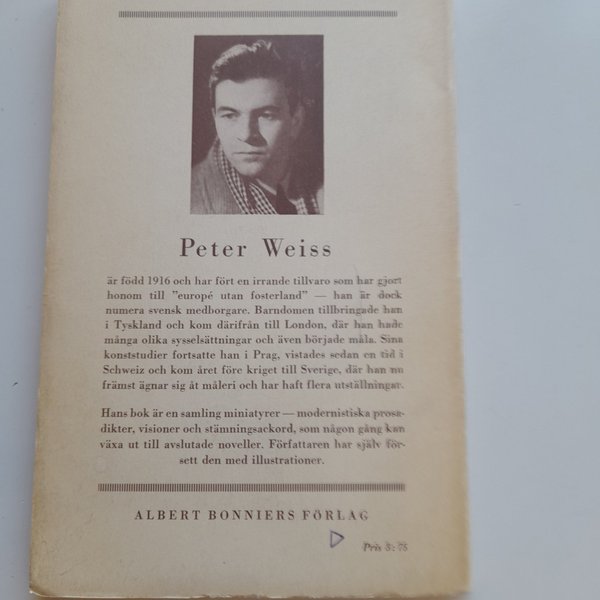 Peter Weiss
är född 1916 och har fört en irrande tillvaro som har gjort
honom till "europé utan fosterland" — han är dock
numera svensk medborgare. Barndomen tillbringade han
i Tyskland och kom därifrån till London, där han hade
många olika sysselsättningar och även började måla. Sina
konststudier fortsatte han i Prag, vistades sedan en tid i
Schweiz och kom året före kriget till Sverige, där han nu
främst ägnar sig åt måleri och har haft flera utställningar.
Hans bok är en samling miniatyrer — modernistiska prosa-
dikter, visioner och stämningsackord, som någon gång kan
växa ut till avslutade noveller. Författaren har själv för-
sett den med illustrationer.
ALBERT BONNIERS FÖRLAG
Pris 3:75